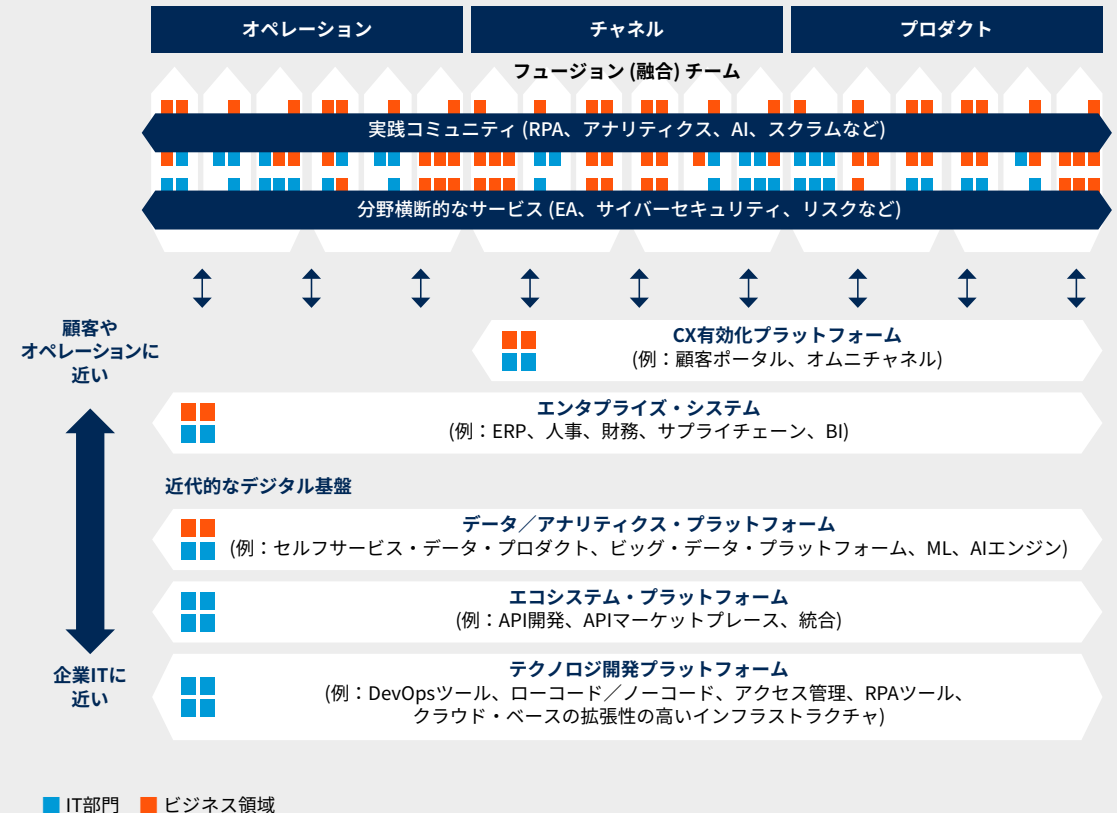 オペレーション
チャネル
プロダクト
フュージョン (融合) チーム
実践コミュニティ (RPA、アナリティクス、AI、スクラムなど)
分野横断的なサービス (EA、サイバーセキュリティ、リスクなど)
顧客や
オペレーションに
近い
CX有効化プラットフォーム
(例：顧客ポータル、オムニチャネル)
エンタプライズ・システム
(例：ERP、人事、財務、サプライチェーン、BI)
近代的なデジタル基盤
データ／アナリティクス・プラットフォーム
(例：セルフサービス・データ・プロダクト、ビッグ・データ・プラットフォーム、ML、AIエンジン)
エコシステム・プラットフォーム
(例：API開発、APIマーケットプレース、統合)
企業ITに
近い
テクノロジ開発プラットフォーム
(例：DevOpsツール、ローコード／ノーコード、アクセス管理、RPAツール、
クラウド・ベースの拡張性の高いインフラストラクチャ)
IT部門
ビジネス領域